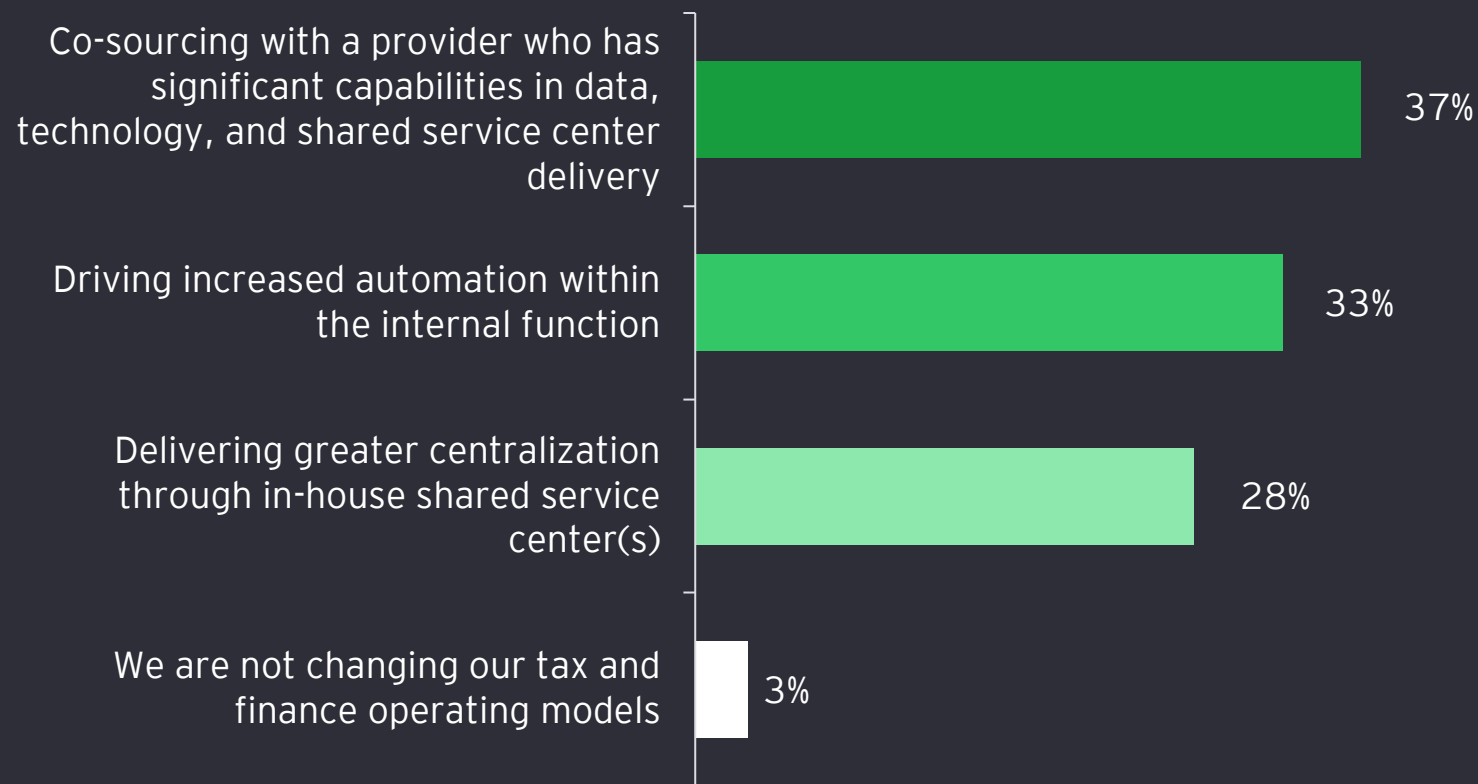 Co-sourcing with a provider who has
significant capabilities in data,
technology, and shared service center
delivery
37%
Driving increased automation within
the internal function
33%
Delivering greater centralization
through in-house shared service
center(s)
28%
We are not changing our tax and
finance operating models
3%